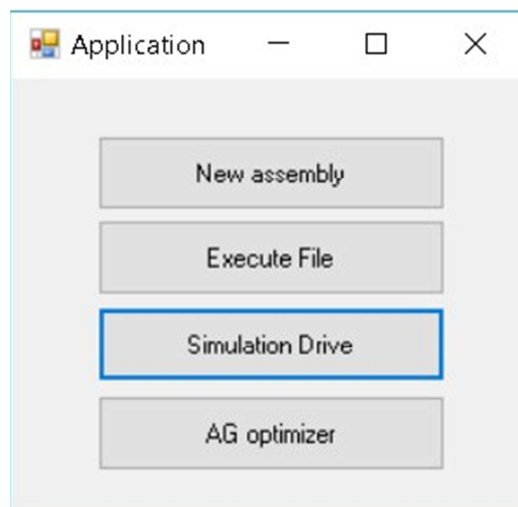 Application
New assembly
Execute File
Simulation Drive
AG optimizer